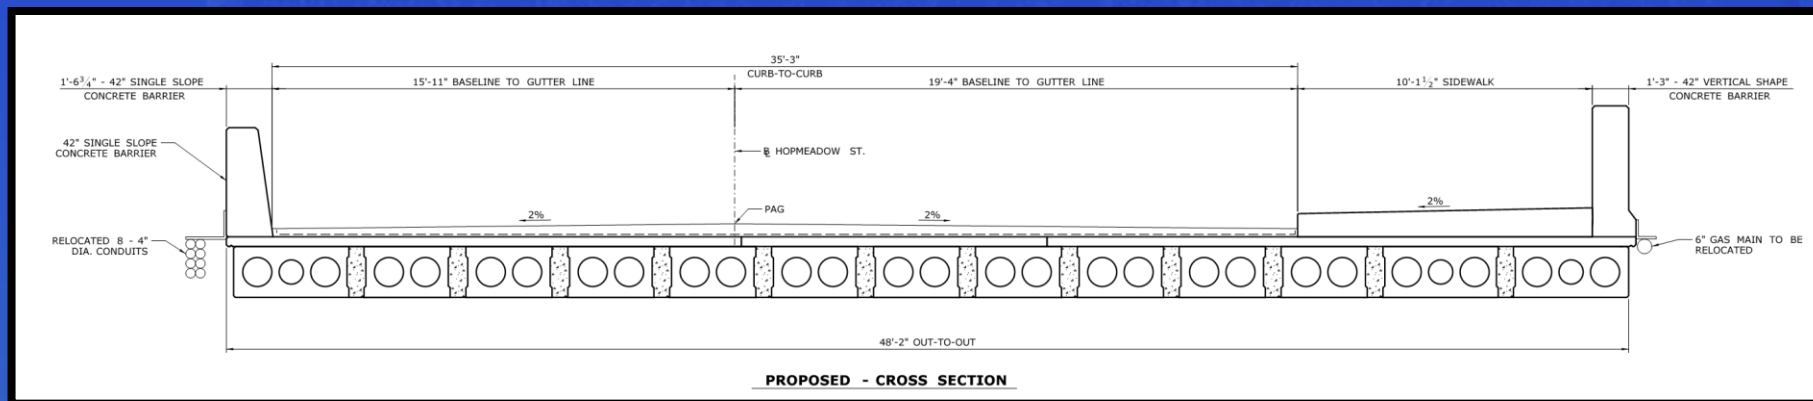 35'-3"
CURB-TO-CURB
1'-6¾" - 42" SINGLE SLOPE
CONCRETE BARRIER
15'-11" BASELINE TO GUTTER LINE
19'-4" BASELINE TO GUTTER LINE
10'-1½" SIDEWALK
1'-3" - 42" VERTICAL SHAPE
CONCRETE BARRIER
42" SINGLE SLOPE
CONCRETE BARRIER
℄ HOPMEADOW ST.
PAG
2%
2%
2%
RELOCATED 8 - 4"
DIA. CONDUITS
6" GAS MAIN TO BE
RELOCATED
48'-2" OUT-TO-OUT
PROPOSED - CROSS SECTION